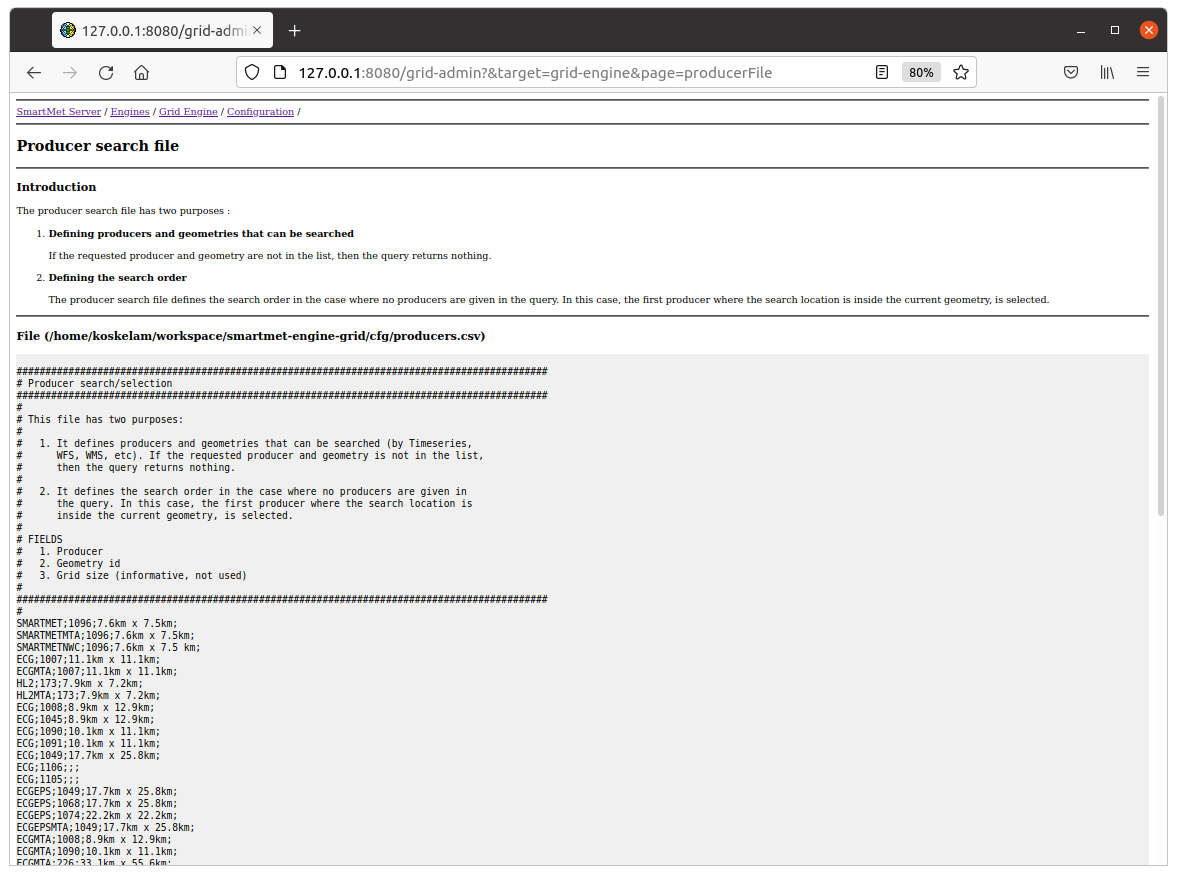 127.0.0.1:8080/grid-admi
127.0.0.1:8080/grid-admin?&target=grid-engine&page=producerFile
80%
SmartMet Server / Engines / Grid Engine / Configuration /
Producer search file
Introduction
The producer search file has two purposes :
1. Defining producers and geometries that can be searched
If the requested producer and geometry are not in the list, then the query returns nothing.
2. Defining the search order
The producer search file defines the search order in the case where no producers are given in the query. In this case, the first producer where the search location is inside the current geometry, is selected.
File (/home/koskelam/workspace/smartmet-engine-grid/cfg/producers.csv)
############################################################################################
# Producer search/selection
############################################################################################
#
# This file has two purposes:
#
#   1. It defines producers and geometries that can be searched (by Timeseries,
#      WFS, WMS, etc). If the requested producer and geometry is not in the list,
#      then the query returns nothing.
#
#   2. It defines the search order in the case where no producers are given in
#      the query. In this case, the first producer where the search location is
#      inside the current geometry, is selected.
#
# FIELDS
#   1. Producer
#   2. Geometry id
#   3. Grid size (informative, not used)
#
############################################################################################
#
SMARTMET;1096;7.6km x 7.5km;
SMARTMETMTA;1096;7.6km x 7.5km;
SMARTMETNWC;1096;7.6km x 7.5 km;
ECG;1007;11.1km x 11.1km;
ECGMTA;1007;11.1km x 11.1km;
HL2;173;7.9km x 7.2km;
HL2MTA;173;7.9km x 7.2km;
ECG;1008;8.9km x 12.9km;
ECG;1045;8.9km x 12.9km;
ECG;1090;10.1km x 11.1km;
ECG;1091;10.1km x 11.1km;
ECG;1049;17.7km x 25.8km;
ECG;1106;;;
ECG;1105;;;
ECGEPS;1049;17.7km x 25.8km;
ECGEPS;1068;17.7km x 25.8km;
ECGEPS;1074;22.2km x 22.2km;
ECGEPSMTA;1049;17.7km x 25.8km;
ECGMTA;1008;8.9km x 12.9km;
ECGMTA;1090;10.1km x 11.1km;
ECGMTA;226;33.1km x 55.6km;